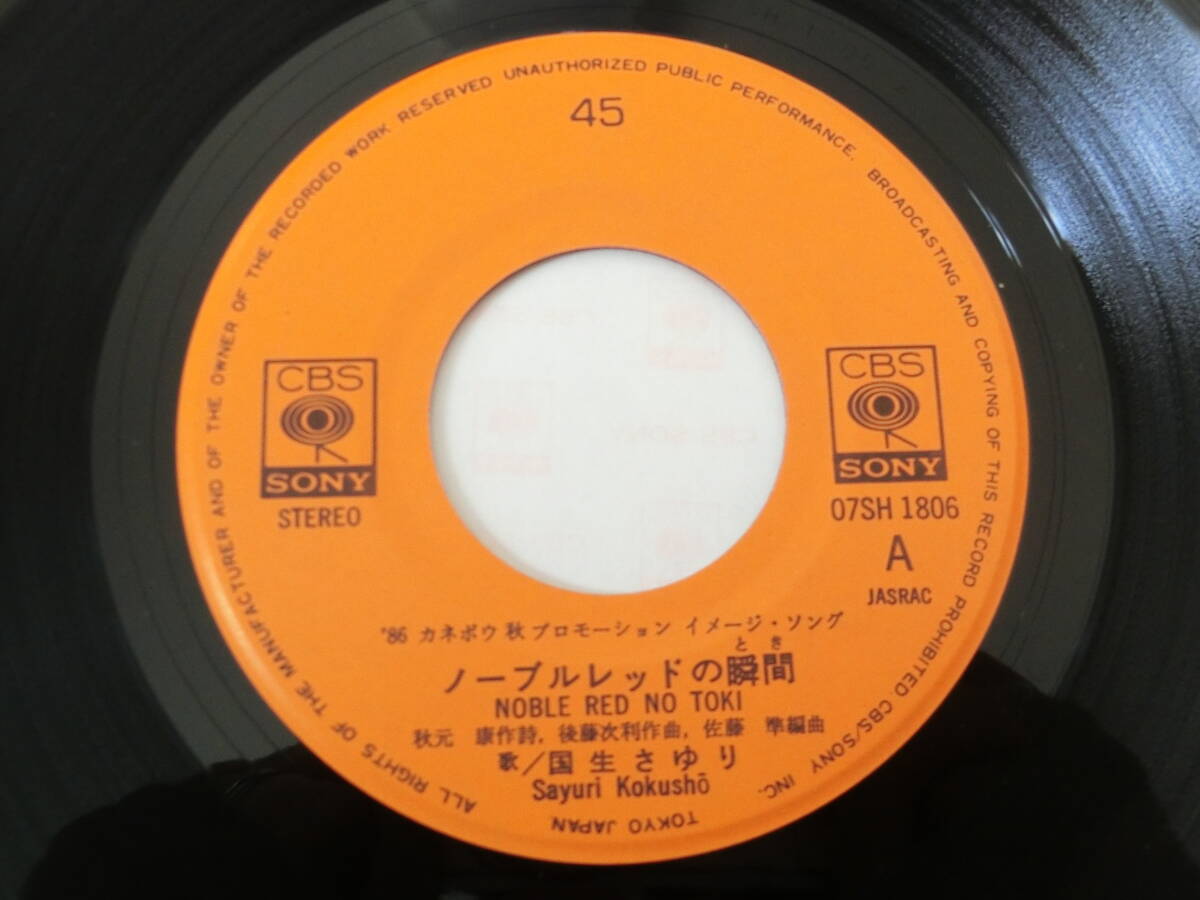 ALL RIGHTS OF THE MANUFACTURER AND OF THE OWNER OF THE RECORDED WORK RESERVED UNAUTHORIZED PUBLIC PERFORMANCE. BROADCASTING AND COPYING OF THIS RECORD PROHIBITED. CBS/SONY INC. TOKYO JAPAN.
45
CBS
SONY
STEREO
CBS
SONY
07SH 1806
A
JASRAC
'86 カネボウ秋プロモーション イメージ・ソング
とき
ノーブルレッドの瞬間
NOBLE RED NO TOKI
秋元 康作詩, 後藤次利作曲, 佐藤 準編曲
歌/国生さゆり
Sayuri Kokushō